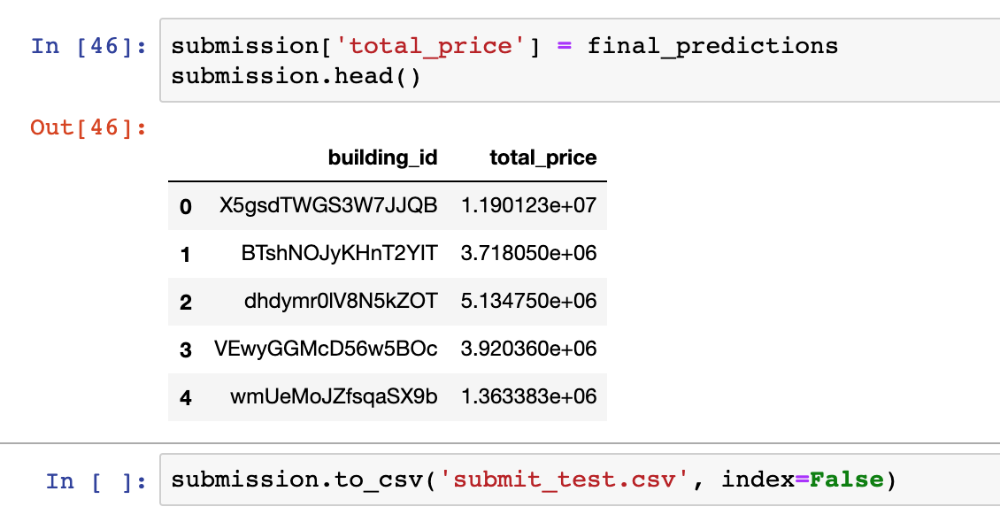 In [46]: submission['total_price'] = final_predictions
submission.head()
Out[46]:
building_id total_price
0 X5gsdTWGS3W7JJQB 1.190123e+07
1 BTshNOJyKHnT2YIT 3.718050e+06
2 dhdymr0lV8N5kZOT 5.134750e+06
3 VEwyGGMcD56w5BOc 3.920360e+06
4 wmUeMoJZfsqaSX9b 1.363383e+06
In [ ]: submission.to_csv('submit_test.csv', index=False)